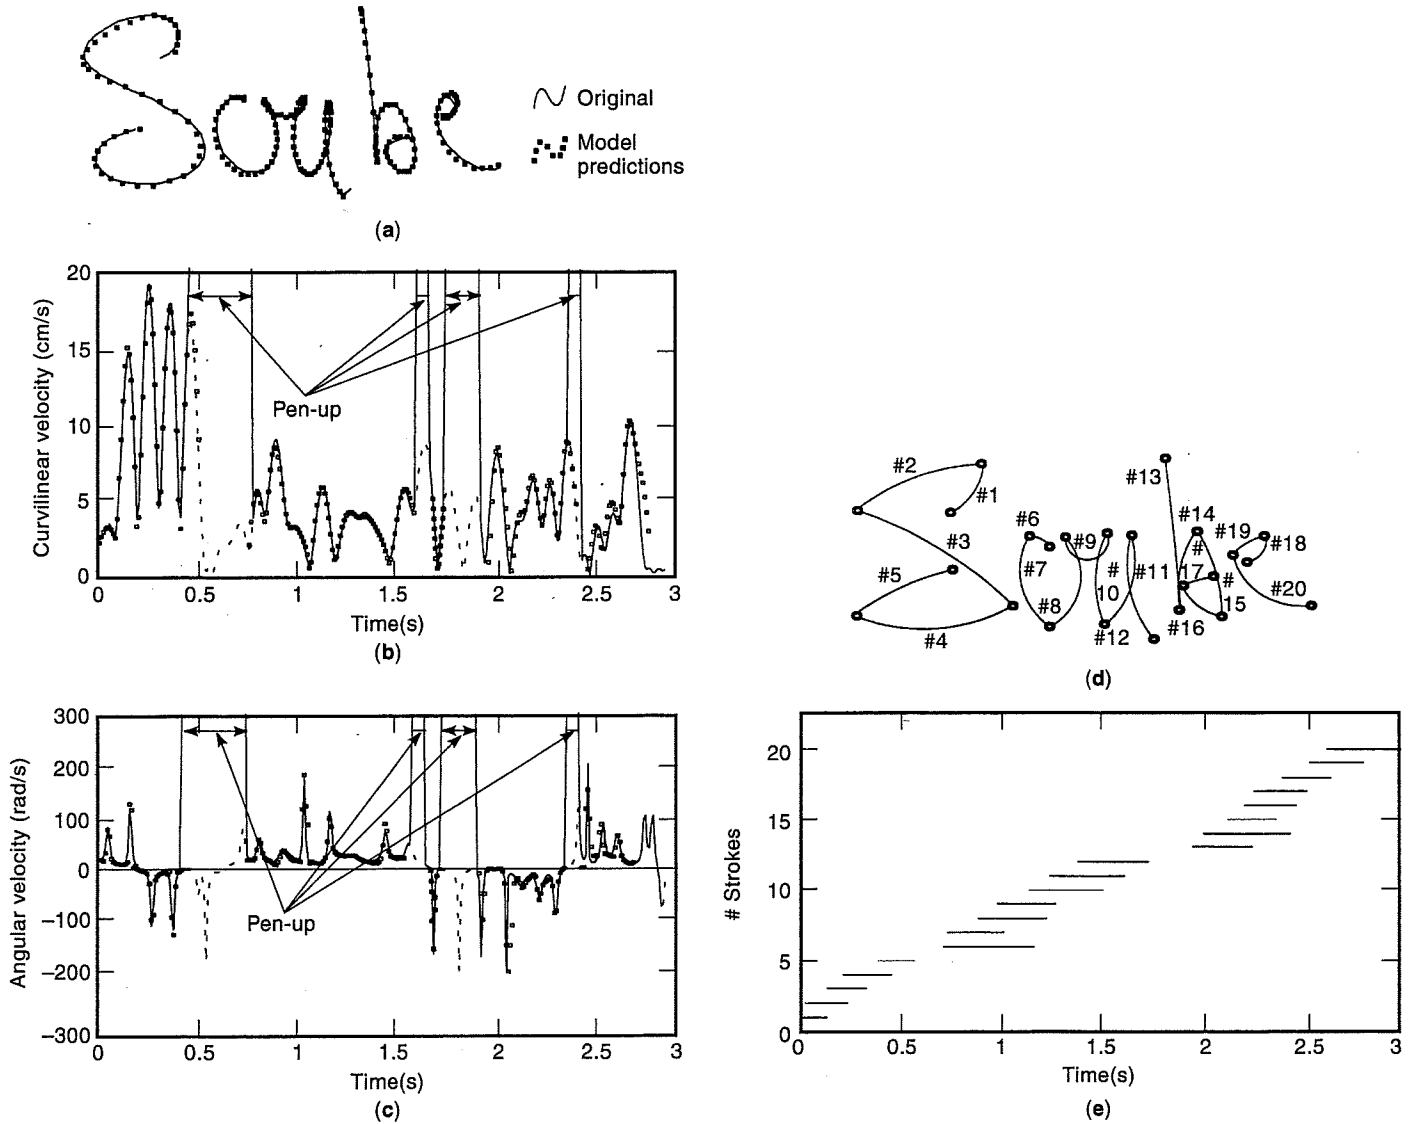 Scribe
Original
Model
predictions
(a)
20
15
10
5
0
Curvilinear velocity (cm/s)
Pen-up
0 0.5 1 1.5 2 2.5 3
Time(s)
(b)
300
200
100
0
−100
−200
−300
Angular velocity (rad/s)
Pen-up
0 0.5 1 1.5 2 2.5 3
Time(s)
(c)
#2
#1
#3
#5
#4
#6
#7
#8
#9
#
10
#11
#12
#13
#14
#
17
#
15
#16
#19
#18
#20
(d)
20
15
10
5
0
# Strokes
0 0.5 1 1.5 2 2.5 3
Time(s)
(e)